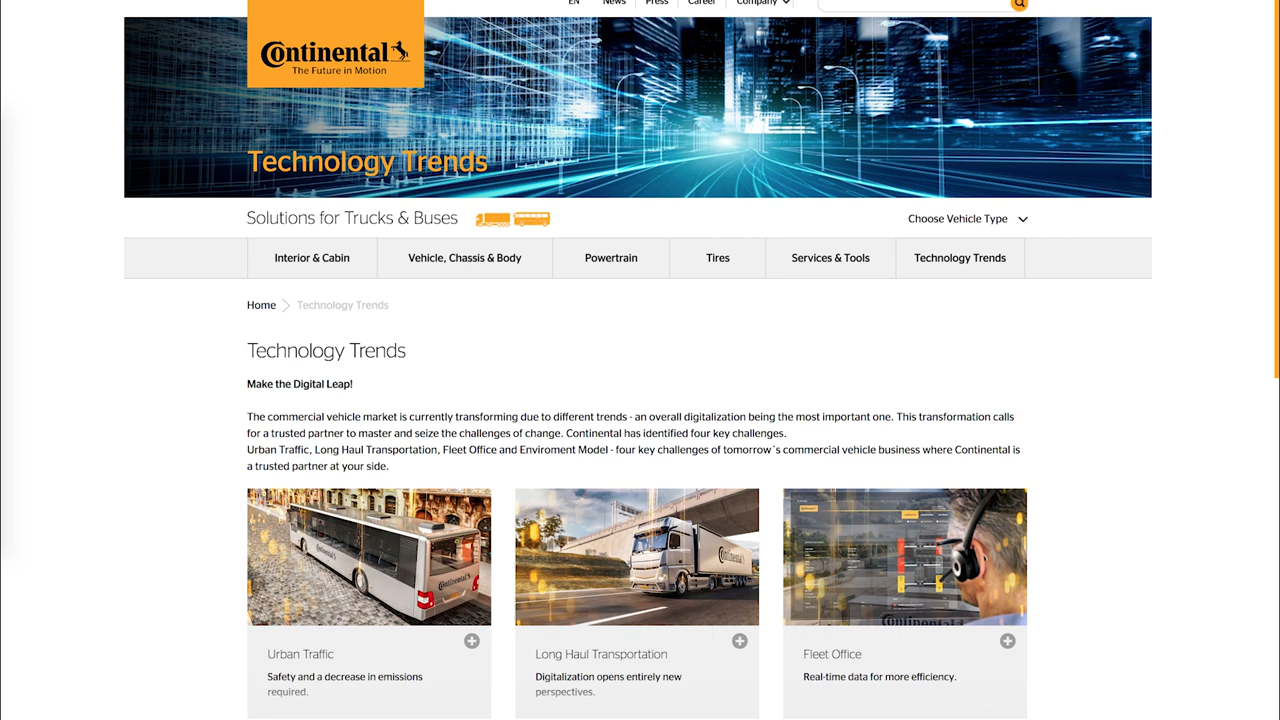 EN News Press Career Company
Continental
The Future in Motion
Technology Trends
Solutions for Trucks & Buses
Choose Vehicle Type
Interior & Cabin Vehicle, Chassis & Body Powertrain Tires Services & Tools Technology Trends
Home Technology Trends
Technology Trends
Make the Digital Leap!
The commercial vehicle market is currently transforming due to different trends - an overall digitalization being the most important one. This transformation calls
for a trusted partner to master and seize the challenges of change. Continental has identified four key challenges.
Urban Traffic, Long Haul Transportation, Fleet Office and Enviroment Model - four key challenges of tomorrow´s commercial vehicle business where Continental is
a trusted partner at your side.
Continental
Continental
Continental
Continental
Urban Traffic
Safety and a decrease in emissions
required.
Long Haul Transportation
Digitalization opens entirely new
perspectives.
Fleet Office
Real-time data for more efficiency.